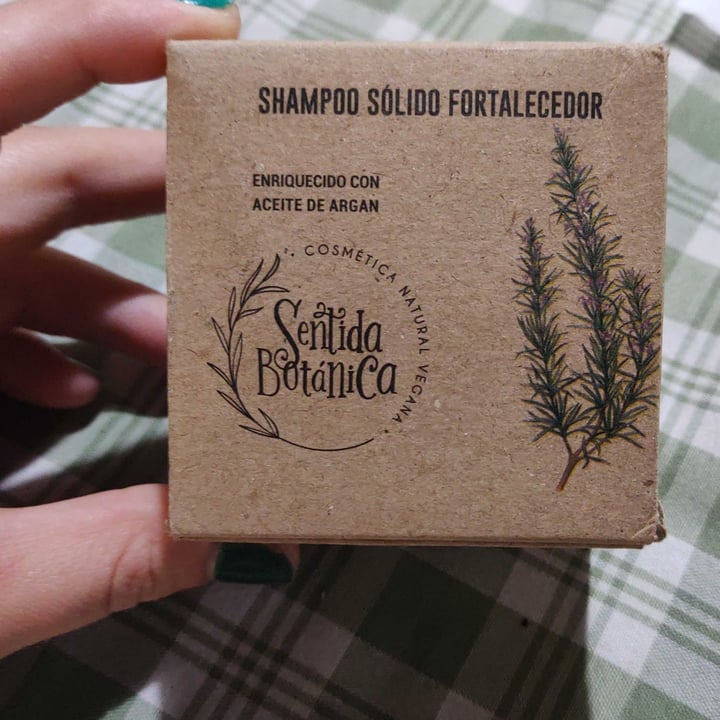 SHAMPOO SÓLIDO FORTALECEDOR
ENRIQUECIDO CON
ACEITE DE ARGAN
COSMÉTICA NATURAL VEGANA
Sentida
Botánica